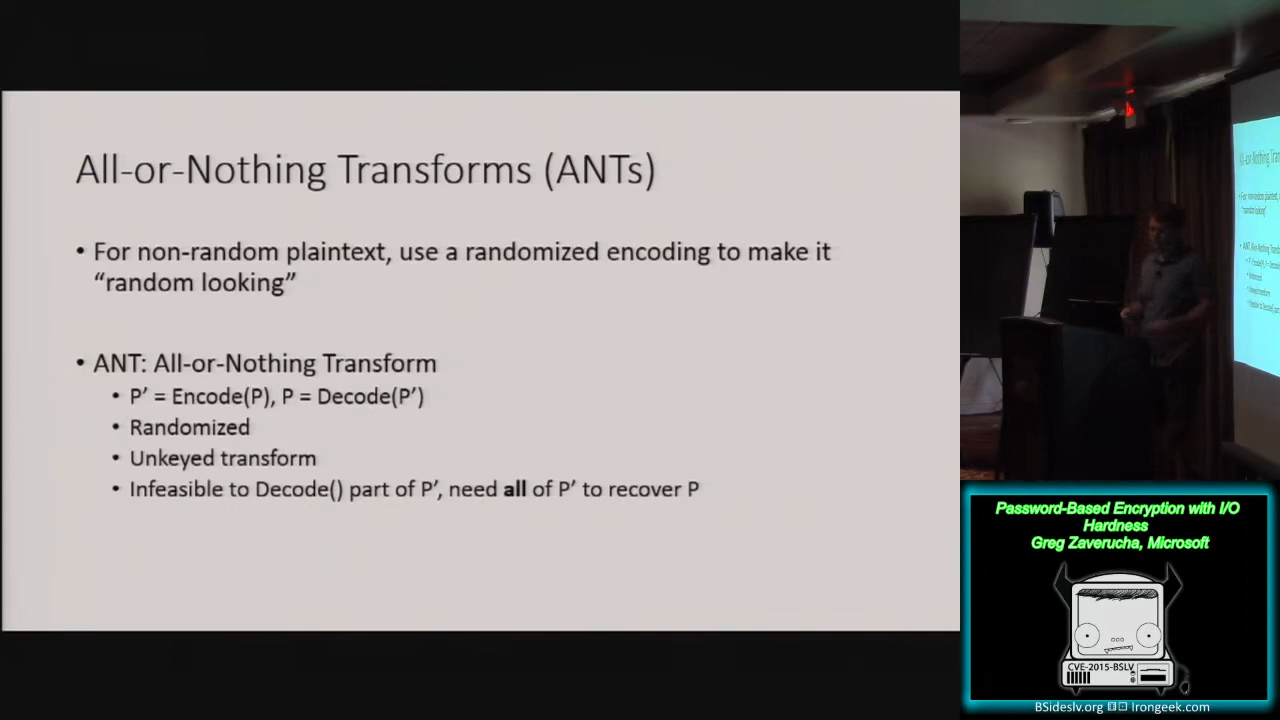 All-or-Nothing Transforms (ANTs)
• For non-random plaintext, use a randomized encoding to make it
“random looking”
• ANT: All-or-Nothing Transform
• P’ = Encode(P), P = Decode(P’)
• Randomized
• Unkeyed transform
• Infeasible to Decode() part of P’, need all of P’ to recover P
Password-Based Encryption with I/O
Hardness
Greg Zaverucha, Microsoft
CVE-2015-BSLV
BSideslv.org Irongeek.com